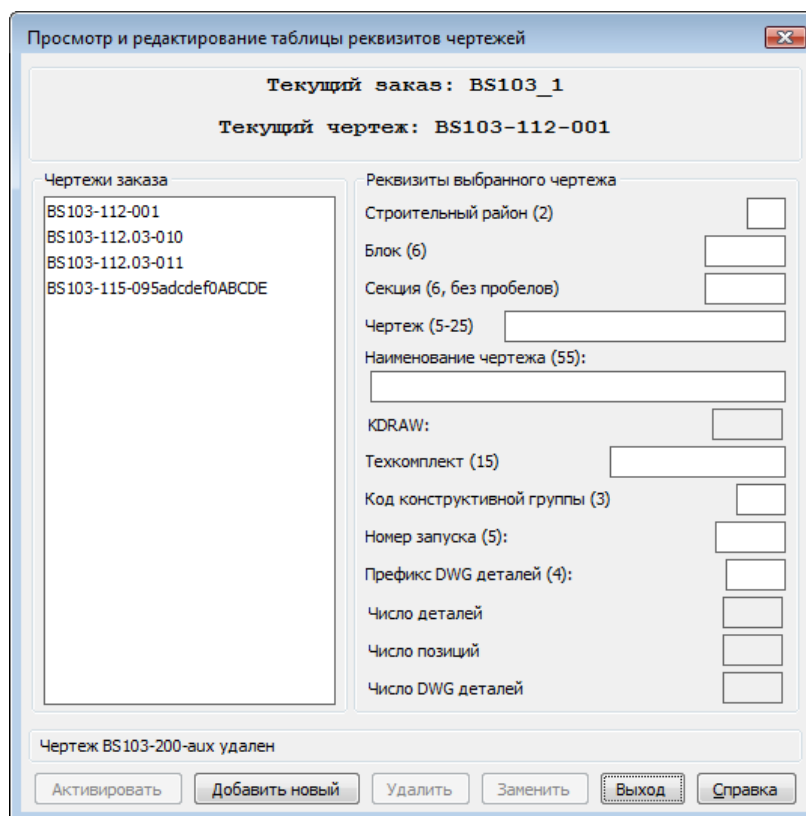 Просмотр и редактирование таблицы реквизитов чертежей
Текущий заказ: BS103_1
Текущий чертеж: BS103-112-001
Чертежи заказа
BS103-112-001
BS103-112.03-010
BS103-112.03-011
BS103-115-095adcdef0ABCDE
Реквизиты выбранного чертежа
Строительный район (2)
Блок (6)
Секция (6, без пробелов)
Чертеж (5-25)
Наименование чертежа (55):
KDRAW:
Техкомплект (15)
Код конструктивной группы (3)
Номер запуска (5):
Префикс DWG деталей (4):
Число деталей
Число позиций
Число DWG деталей
Чертеж BS103-200-aux удален
Активировать Добавить новый Удалить Заменить Выход Справка